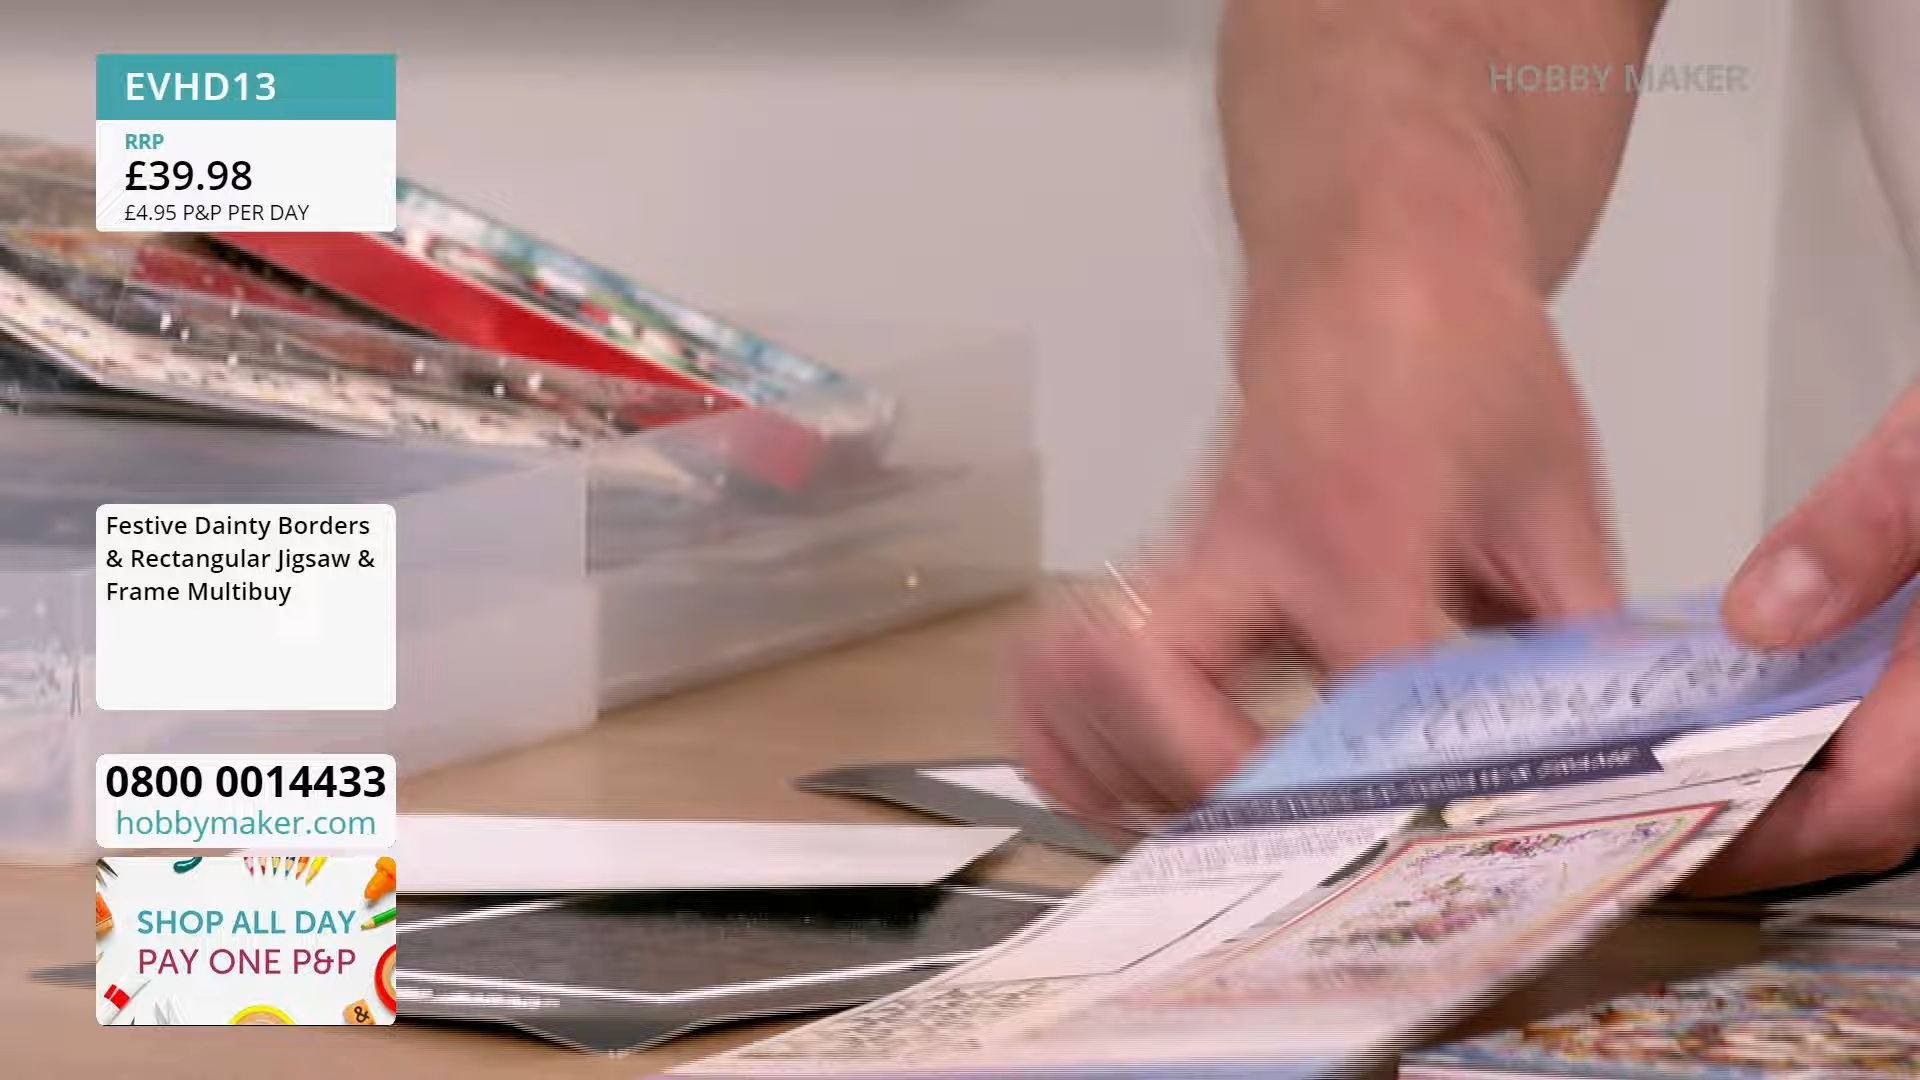 EVHD13
RRP
£39.98
£4.95 P&P PER DAY
HOBBY MAKER
Festive Dainty Borders
& Rectangular Jigsaw &
Frame Multibuy
0800 0014433
hobbymaker.com
SHOP ALL DAY
PAY ONE P&P
&